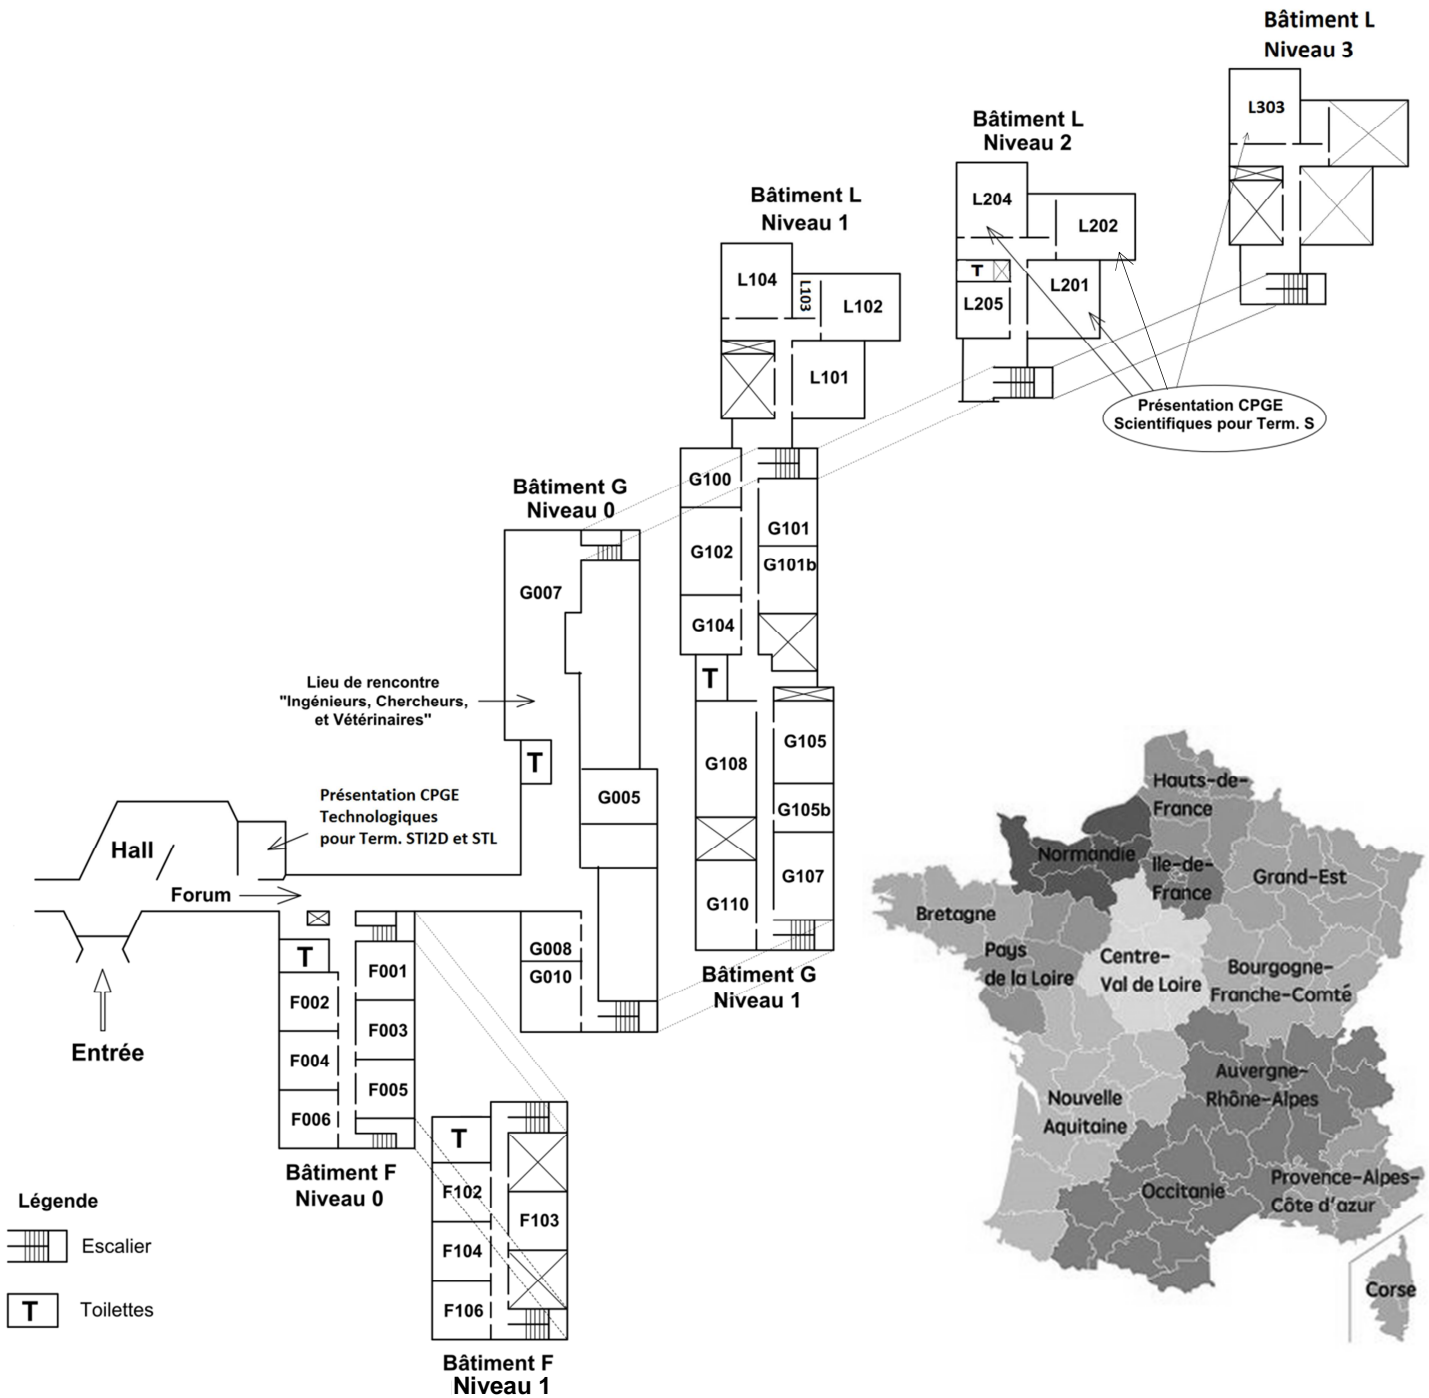 Bâtiment L
Niveau 3
L303
Bâtiment L
Niveau 2
L204
L202
T
L201
L205
Présentation CPGE
Scientifiques pour Term. S
Bâtiment L
Niveau 1
L104
L103
L102
L101
G100
G101
G102
G101b
G104
T
G105
G108
G105b
G107
G110
Bâtiment G
Niveau 1
Bâtiment G
Niveau 0
G007
Lieu de rencontre
"Ingénieurs, Chercheurs,
et Vétérinaires"
T
G005
G008
G010
Présentation CPGE
Technologiques
pour Term. STI2D et STL
Hall
Forum
Entrée
T
F001
F002
F003
F004
F005
F006
Bâtiment F
Niveau 0
T
F102
F103
F104
F106
Bâtiment F
Niveau 1
Légende
Escalier
T
Toilettes
Hauts-de-
France
Normandie
Ile-de-
France
Grand-Est
Bretagne
Pays
de la Loire
Centre-
Val de Loire
Bourgogne-
Franche-Comté
Auvergne-
Rhône-Alpes
Nouvelle
Aquitaine
Occitanie
Provence-Alpes-
Côte d'azur
Corse